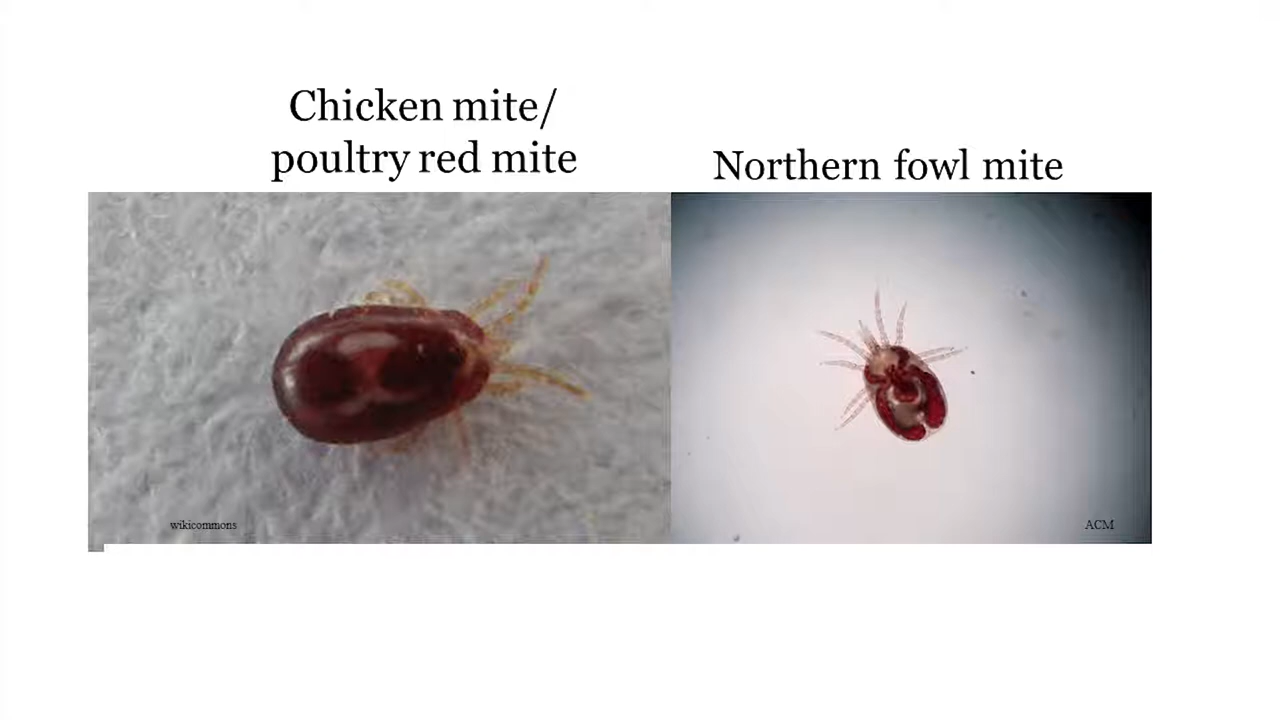 Chicken mite/
poultry red mite
Northern fowl mite
wikicommons
ACM